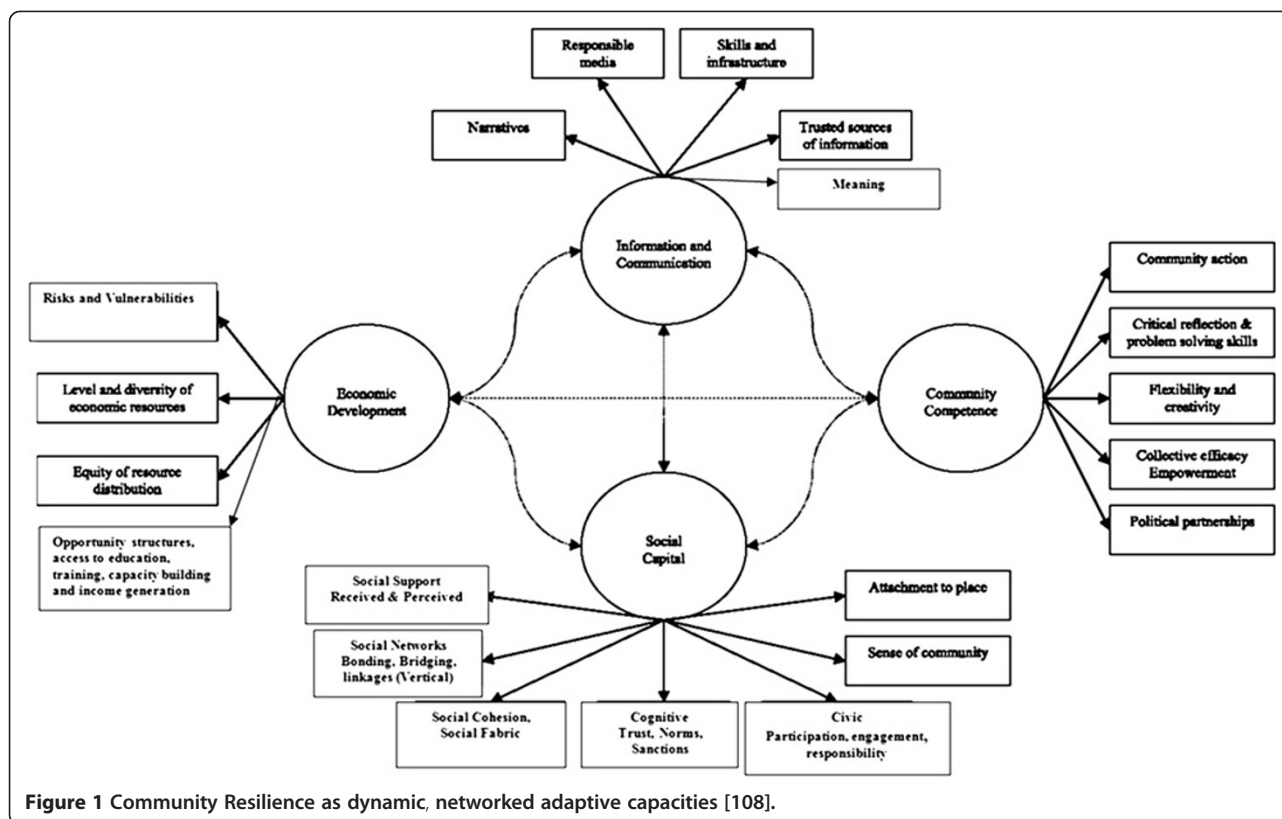 Responsible
media
Skills and
infrastructure
Narratives
Trusted sources
of information
Meaning
Information and
Communication
Community action
Risks and Vulnerabilities
Critical reflection &
problem solving skills
Level and diversity of
economic resources
Economic
Development
Community
Competence
Flexibility and
creativity
Equity of resource
distribution
Collective efficacy
Empowerment
Opportunity structures,
access to education,
training, capacity building
and income generation
Political partnerships
Social
Capital
Social Support
Received & Perceived
Attachment to place
Social Networks
Bonding, Bridging,
linkages (Vertical)
Sense of community
Social Cohesion,
Social Fabric
Cognitive
Trust, Norms,
Sanctions
Civic
Participation, engagement,
responsibility
Figure 1 Community Resilience as dynamic, networked adaptive capacities [108].